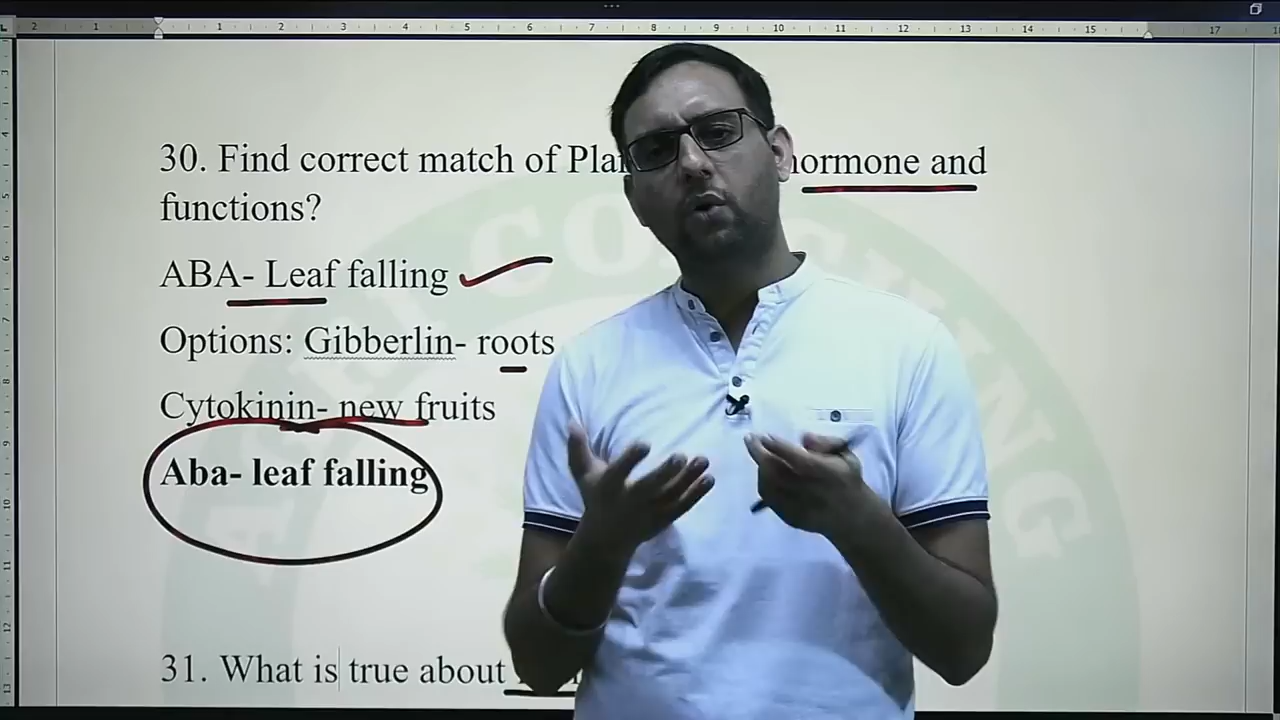 30. Find correct match of Plan hormone and
functions?
ABA- Leaf falling
Options: Gibberlin- roots
Cytokinin- new fruits
Aba- leaf falling
31. What is true about